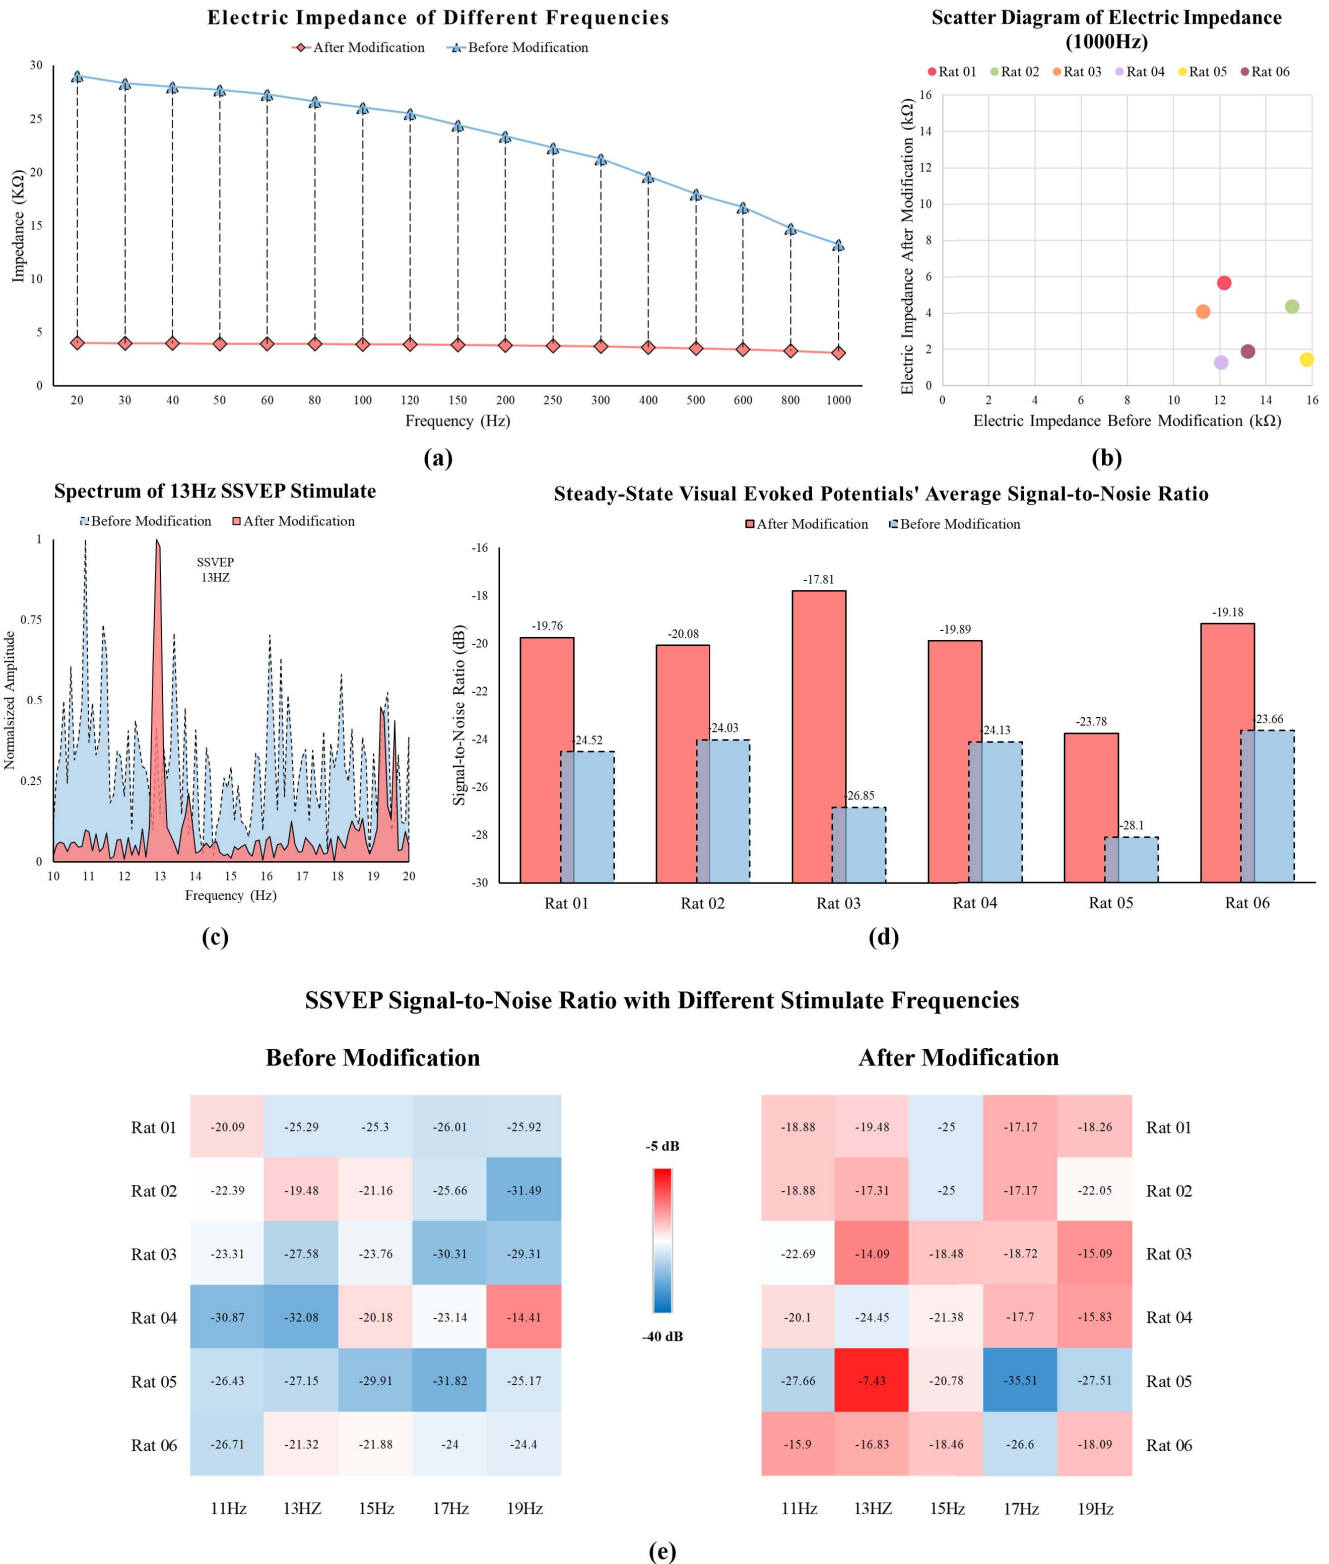 Electric Impedance of Different Frequencies
After Modification Before Modification
30
25
20
15
10
5
0
Impedance (KΩ)
20 30 40 50 60 80 100 120 150 200 250 300 400 500 600 800 1000
Frequency (Hz)
(a)
Scatter Diagram of Electric Impedance
(1000Hz)
Rat 01 Rat 02 Rat 03 Rat 04 Rat 05 Rat 06
16
14
12
10
8
6
4
2
0
Electric Impedance After Modification (kΩ)
0 2 4 6 8 10 12 14 16
Electric Impedance Before Modification (kΩ)
(b)
Spectrum of 13Hz SSVEP Stimulate
Before Modification After Modification
SSVEP
13HZ
1
0.75
0.5
0.25
0
Nomalsized Amplitude
10 11 12 13 14 15 16 17 18 19 20
Frequency (Hz)
(c)
Steady-State Visual Evoked Potentials' Average Signal-to-Nosie Ratio
After Modification Before Modification
-16
-18
-20
-22
-24
-26
-28
-30
Signal-to-Noise Ratio (dB)
-19.76 -24.52 -20.08 -24.03 -17.81 -26.85 -19.89 -24.13 -23.78 -28.1 -19.18 -23.66
Rat 01 Rat 02 Rat 03 Rat 04 Rat 05 Rat 06
(d)
SSVEP Signal-to-Noise Ratio with Different Stimulate Frequencies
Before Modification
Rat 01 -20.09 -25.29 -25.3 -26.01 -25.92
Rat 02 -22.39 -19.48 -21.16 -25.66 -31.49
Rat 03 -23.31 -27.58 -23.76 -30.31 -29.31
Rat 04 -30.87 -32.08 -20.18 -23.14 -14.41
Rat 05 -26.43 -27.15 -29.91 -31.82 -25.17
Rat 06 -26.71 -21.32 -21.88 -24 -24.4
11Hz 13HZ 15Hz 17Hz 19Hz
-5 dB
-40 dB
After Modification
-18.88 -19.48 -25 -17.17 -18.26 Rat 01
-18.88 -17.31 -25 -17.17 -22.05 Rat 02
-22.69 -14.09 -18.48 -18.72 -15.09 Rat 03
-20.1 -24.45 -21.38 -17.7 -15.83 Rat 04
-27.66 -7.43 -20.78 -35.51 -27.51 Rat 05
-15.9 -16.83 -18.46 -26.6 -18.09 Rat 06
11Hz 13HZ 15Hz 17Hz 19Hz
(e)